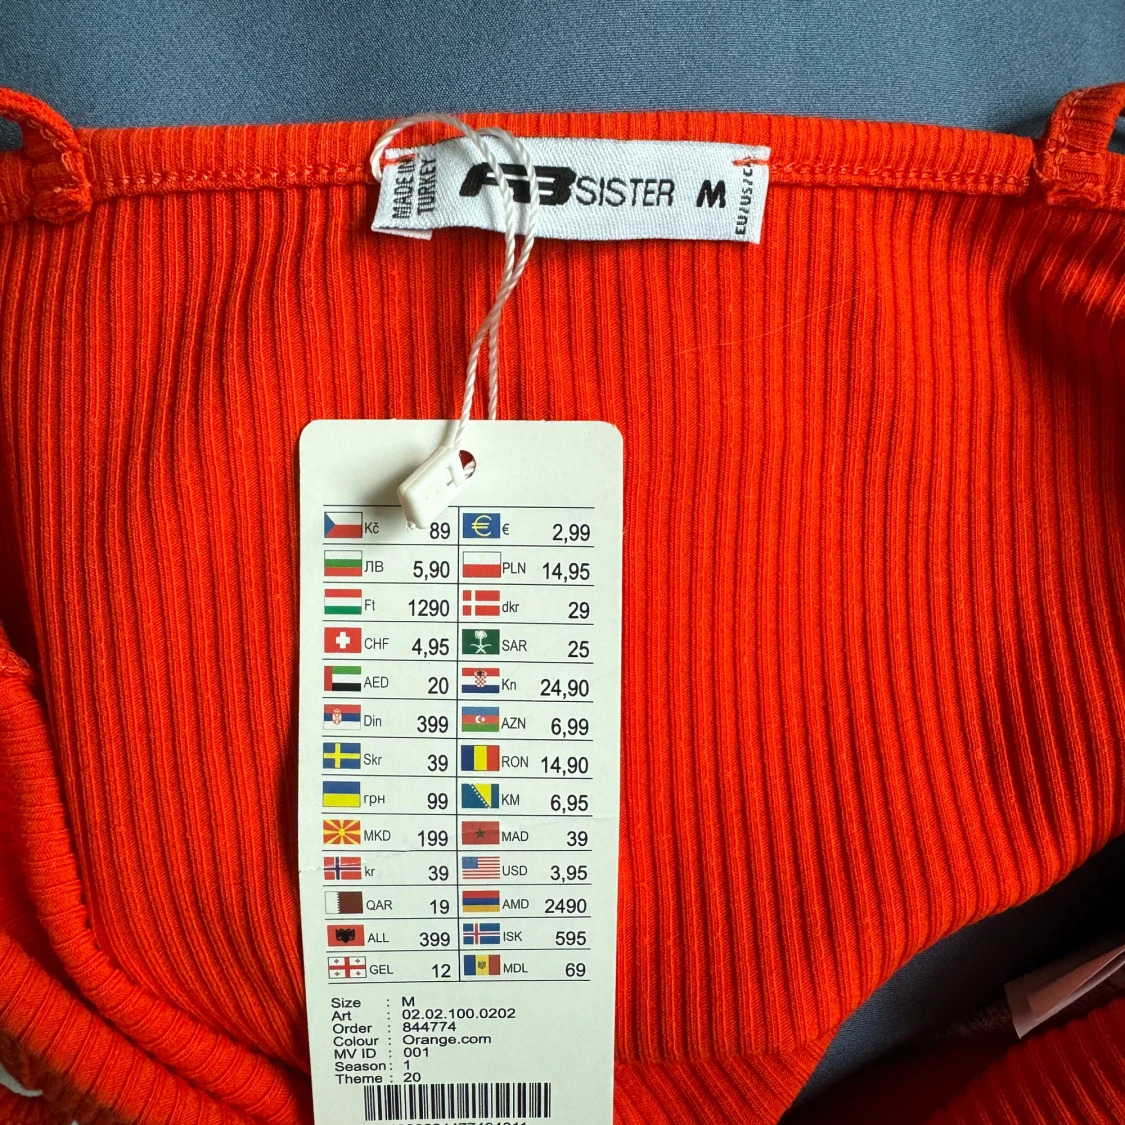 MADE IN
TURKEY
FB SISTER M
Kč 89 € 2,99
ЛВ 5,90 PLN 14,95
Ft 1290 dkr 29
CHF 4,95 SAR 25
AED 20 Kn 24,90
Din 399 AZN 6,99
Skr 39 RON 14,90
грн 99 KM 6,95
MKD 199 MAD 39
kr 39 USD 3,95
QAR 19 AMD 2490
ALL 399 ISK 595
GEL 12 MDL 69
Size : M
Art : 02.02.100.0202
Order : 844774
Colour : Orange.com
MV ID : 001
Season : 1
Theme : 20